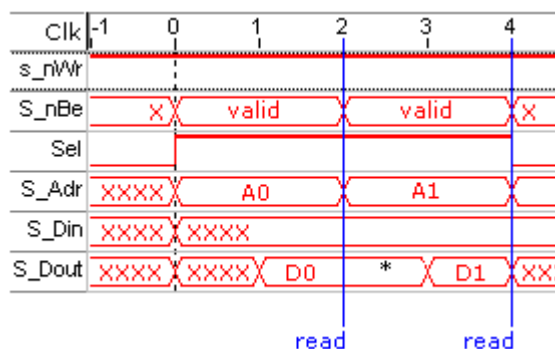 Clk -1 0 1 2 3 4
s_nWr
S_nBe X valid valid X
Sel
S_Adr XXXX A0 A1
S_Din XXXX XXXX
S_Dout XXXX XXXX D0 * D1 XX
read read